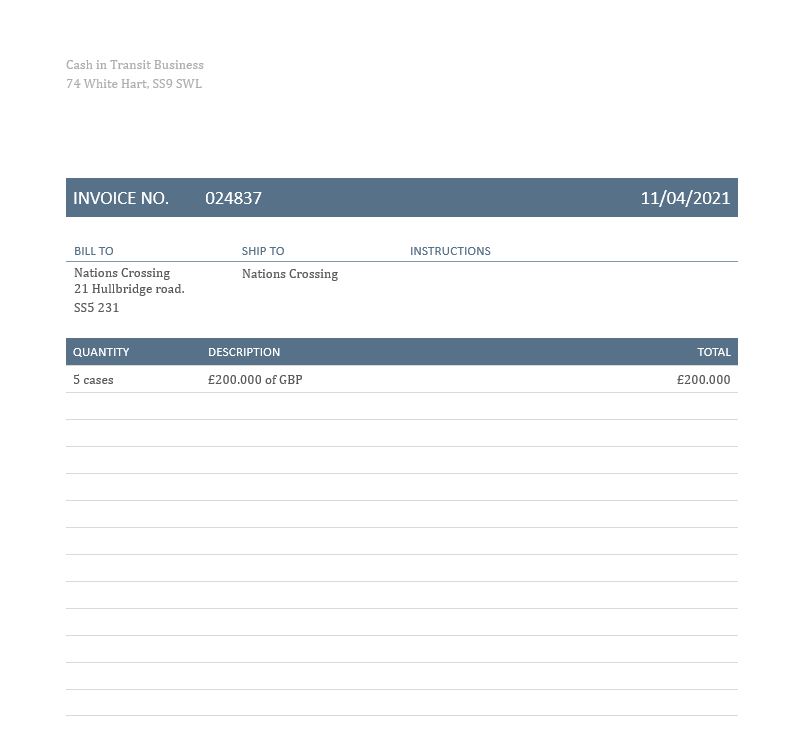 Cash in Transit Business
74 White Hart, SS9 SWL
INVOICE NO. 024837 11/04/2021
BILL TO SHIP TO INSTRUCTIONS
Nations Crossing Nations Crossing
21 Hullbridge road.
SS5 231
QUANTITY DESCRIPTION TOTAL
5 cases £200.000 of GBP £200.000